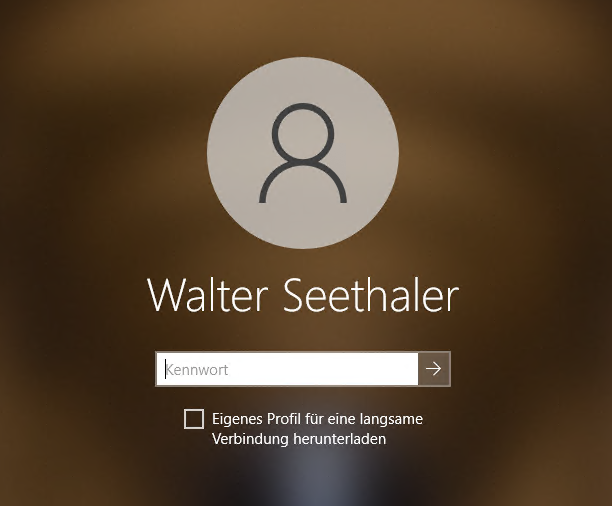 Walter Seethaler
Kennwort
Eigenes Profil für eine langsame
Verbindung herunterladen